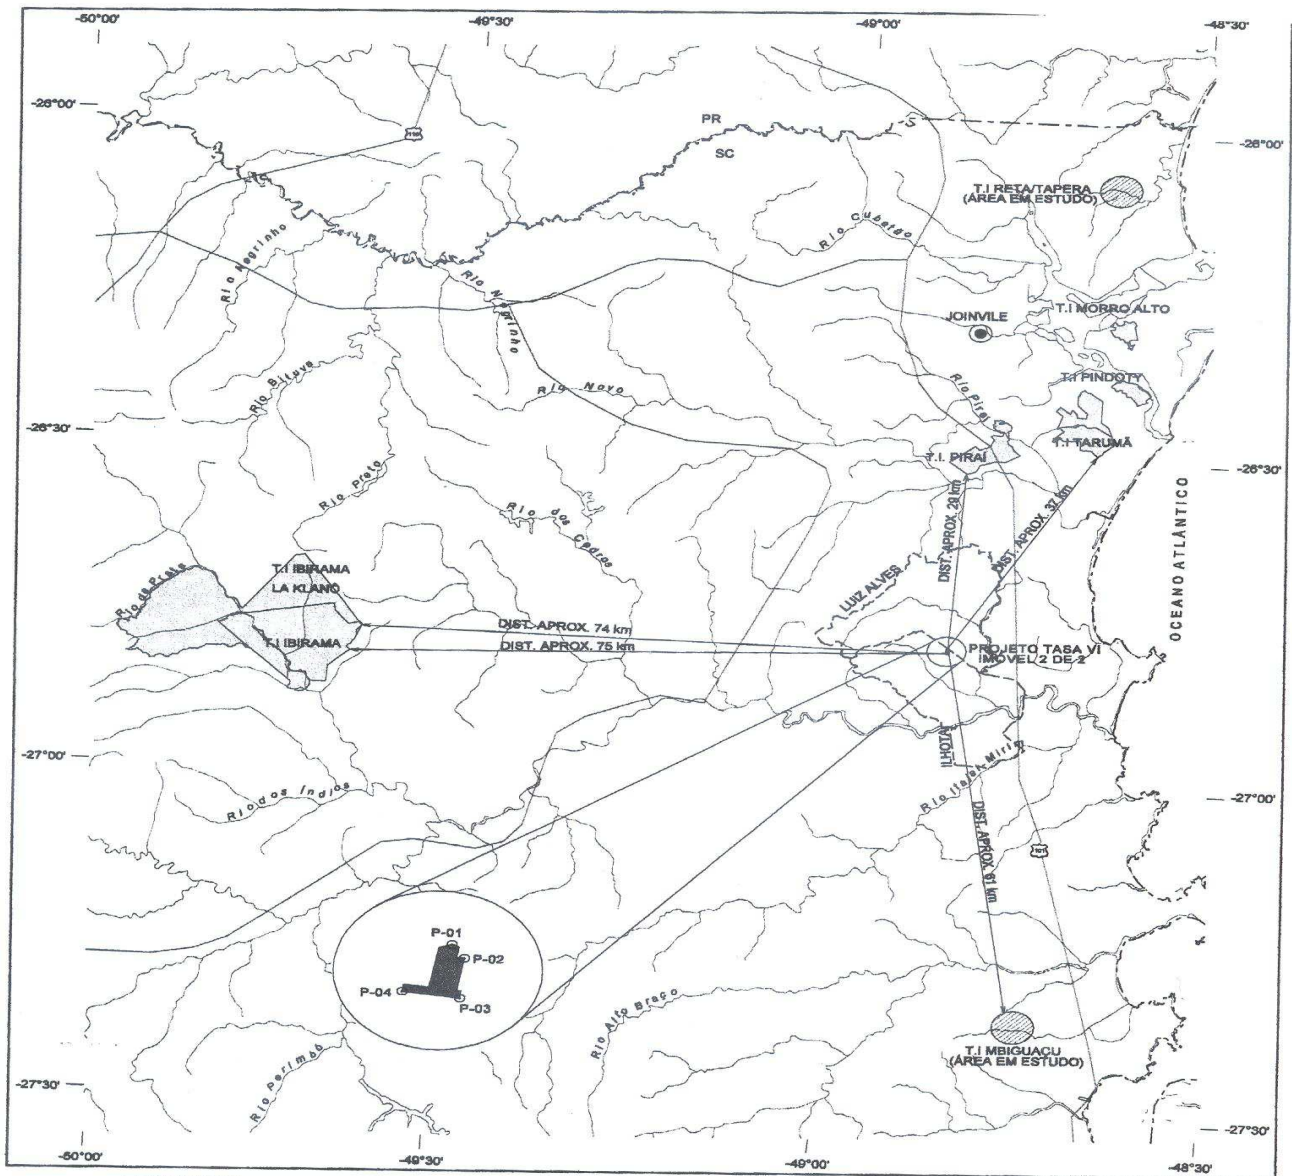 -50°00'
-49°30'
-49°00'
-48°30'
-26°00'
PR
SC
-26°00'
T.I RETA/TAPERA
(ÁREA EM ESTUDO)
Rio Cubatão
Rio Negrinho
Rio Negrinho
JOINVILE
T.I MORRO ALTO
T.I PINDOTY
Rio Bituva
Rio Novo
Rio Piraí
-26°30'
T.I TARUMÃ
T.I. PIRAÍ
-26°30'
Rio Preto
Rio dos Cedros
DIST. APROX. 29 km
DIST. APROX. 37 km
OCEANO ATLÂNTICO
Rio da Prata
T.I IBIRAMA
LA KLANÔ
LUIZ ALVES
DIST. APROX. 74 km
T.I IBIRAMA
DIST. APROX. 75 km
PROJETO TASA VI
IMÓVEL 2 DE 2
-27°00'
ILHOTA
Rio Itajaí Mirim
Rio dos Índios
-27°00'
DIST. APROX. 61 km
101
P-01
P-02
P-04
P-03
Rio Alto Braço
T.I MBIGUAÇU
(ÁREA EM ESTUDO)
Rio Perimbó
-27°30'
-27°30'
-50°00'
-49°30'
-49°00'
-48°30'